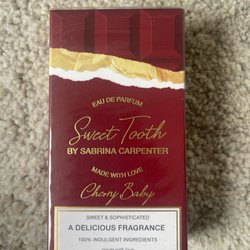 EAU DE PARFUM
Sweet Tooth
BY SABRINA CARPENTER
MADE WITH LOVE
Cherry Baby
SWEET & SOPHISTICATED
A DELICIOUS FRAGRANCE
100% INDULGENT INGREDIENTS